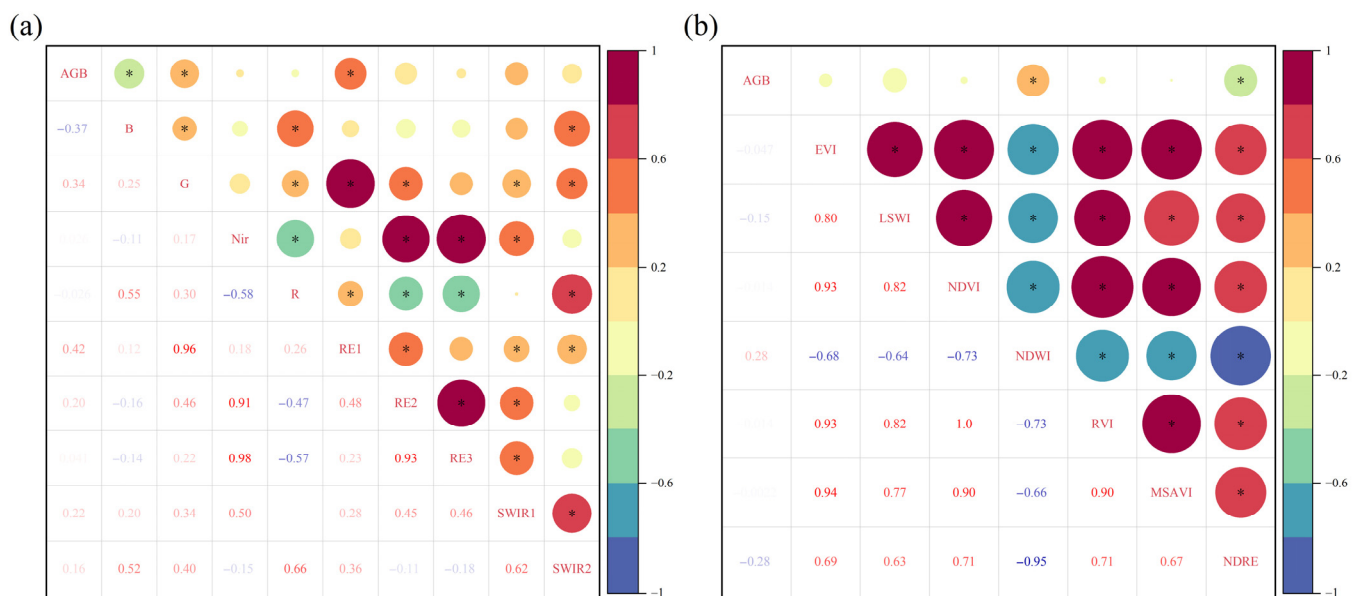 (a)
(b)
AGB * * *
−0.37 B * * *
0.34 0.25 G * * * * *
−0.11 0.17 Nir * * * *
−0.026 0.55 0.30 −0.58 R * * * *
0.42 0.12 0.96 0.18 0.26 RE1 * * *
0.20 −0.16 0.46 0.91 −0.47 0.48 RE2 * *
−0.14 0.22 0.98 −0.57 0.23 0.93 RE3 *
0.22 0.20 0.34 0.50 0.28 0.45 0.46 SWIR1 *
0.16 0.52 0.40 −0.15 0.66 0.36 −0.11 −0.18 0.62 SWIR2
1
0.6
0.2
−0.2
−0.6
−1
AGB * *
−0.047 EVI * * * * * *
−0.15 0.80 LSWI * * * * *
0.93 0.82 NDVI * * * *
0.28 −0.68 −0.64 −0.73 NDWI * * *
0.93 0.82 1.0 −0.73 RVI * *
0.94 0.77 0.90 −0.66 0.90 MSAVI *
−0.28 0.69 0.63 0.71 −0.95 0.71 0.67 NDRE
1
0.6
0.2
−0.2
−0.6
−1